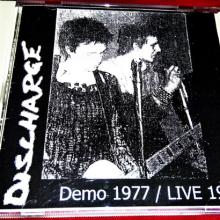 DISCHARGE
Demo 1977 / LIVE 19